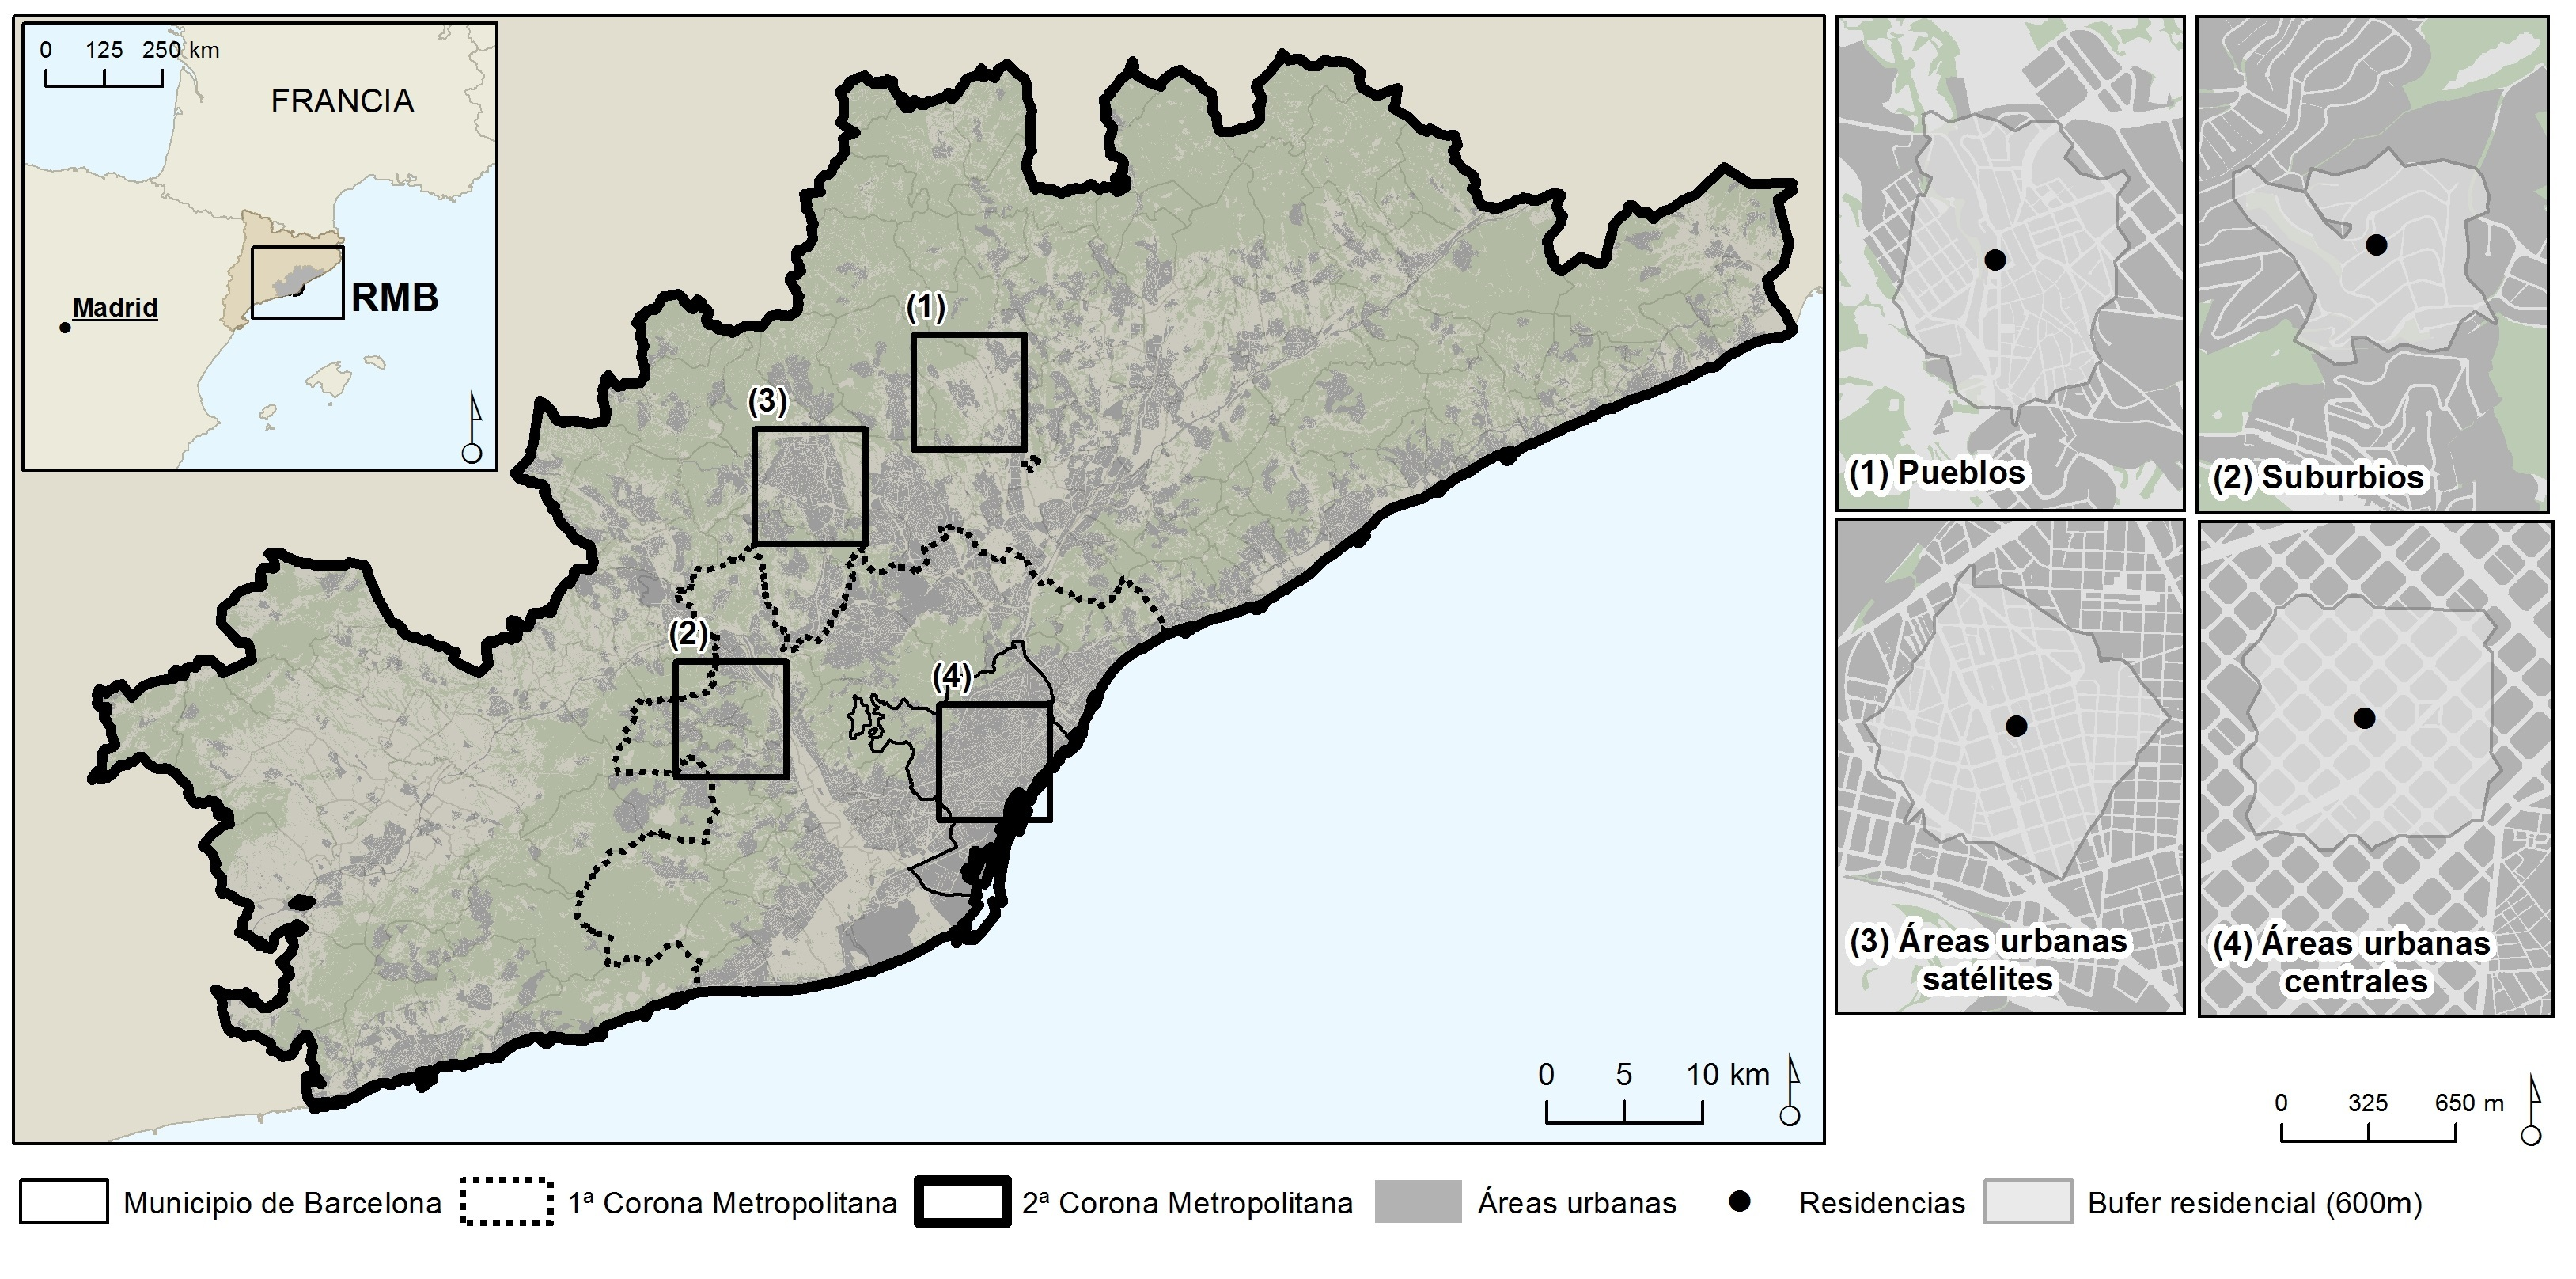 0 125 250 km
FRANCIA
Madrid
RMB
(1)
(3)
(2)
(4)
0 5 10 km
(1) Pueblos
(2) Suburbios
(3) Áreas urbanas
satélites
(4) Áreas urbanas
centrales
0 325 650 m
Municipio de Barcelona 1ª Corona Metropolitana 2ª Corona Metropolitana Áreas urbanas Residencias Bufer residencial (600m)